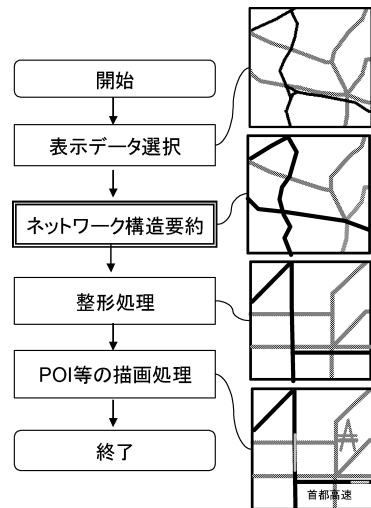 開始
表示データ選択
ネットワーク構造要約
整形処理
POI等の描画処理
終了
首都高速